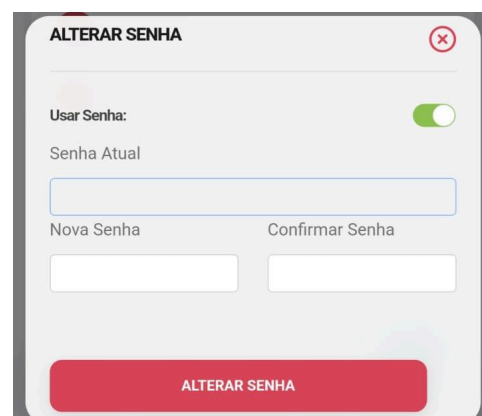 ALTERAR SENHA
Usar Senha:
Senha Atual
Nova Senha Confirmar Senha
ALTERAR SENHA